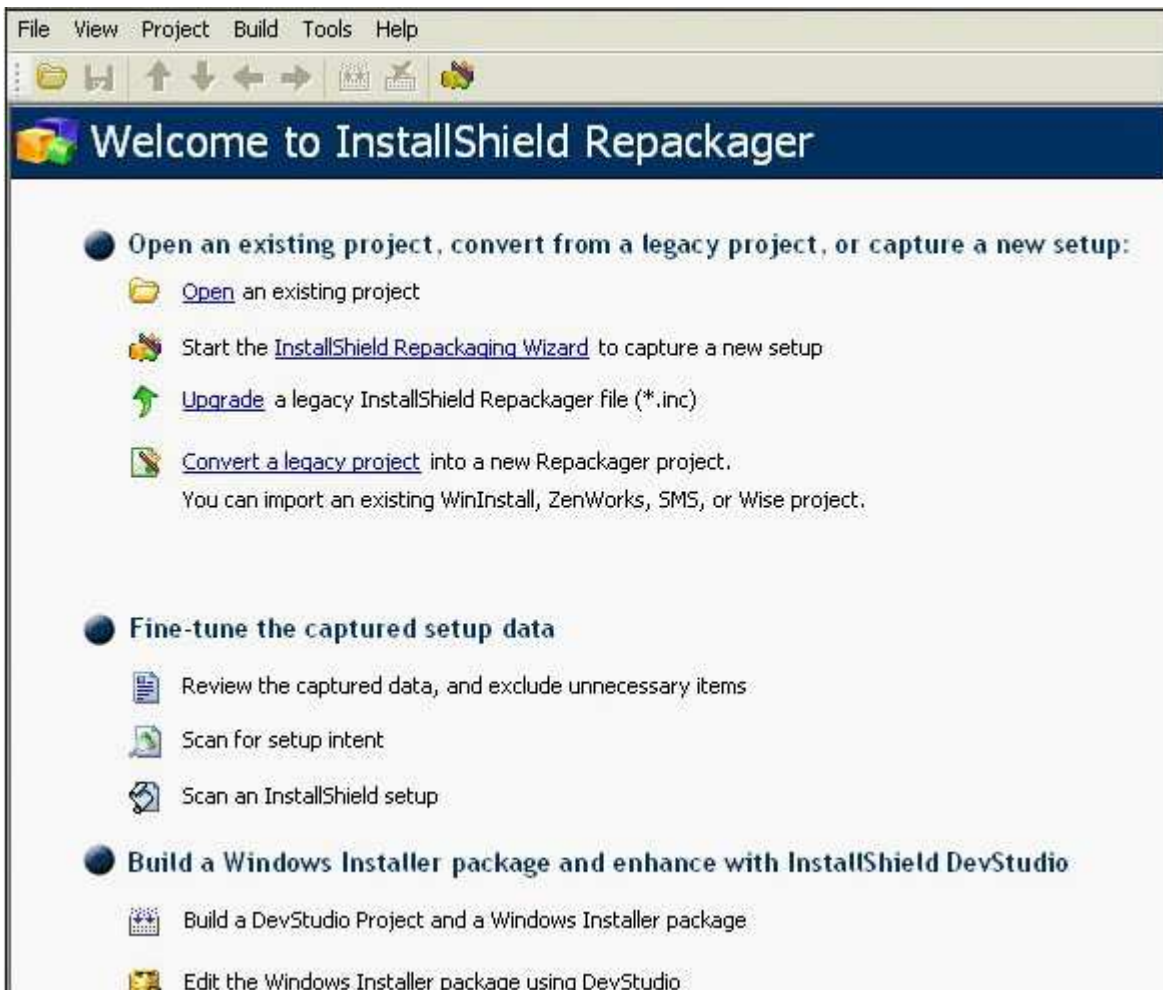 File View Project Build Tools Help
Welcome to InstallShield Repackager
Open an existing project, convert from a legacy project, or capture a new setup:
Open an existing project
Start the InstallShield Repackaging Wizard to capture a new setup
Upgrade a legacy InstallShield Repackager file (*.inc)
Convert a legacy project into a new Repackager project.
You can import an existing WinInstall, ZenWorks, SMS, or Wise project.
Fine-tune the captured setup data
Review the captured data, and exclude unnecessary items
Scan for setup intent
Scan an InstallShield setup
Build a Windows Installer package and enhance with InstallShield DevStudio
Build a DevStudio Project and a Windows Installer package
Edit the Windows Installer package using DevStudio